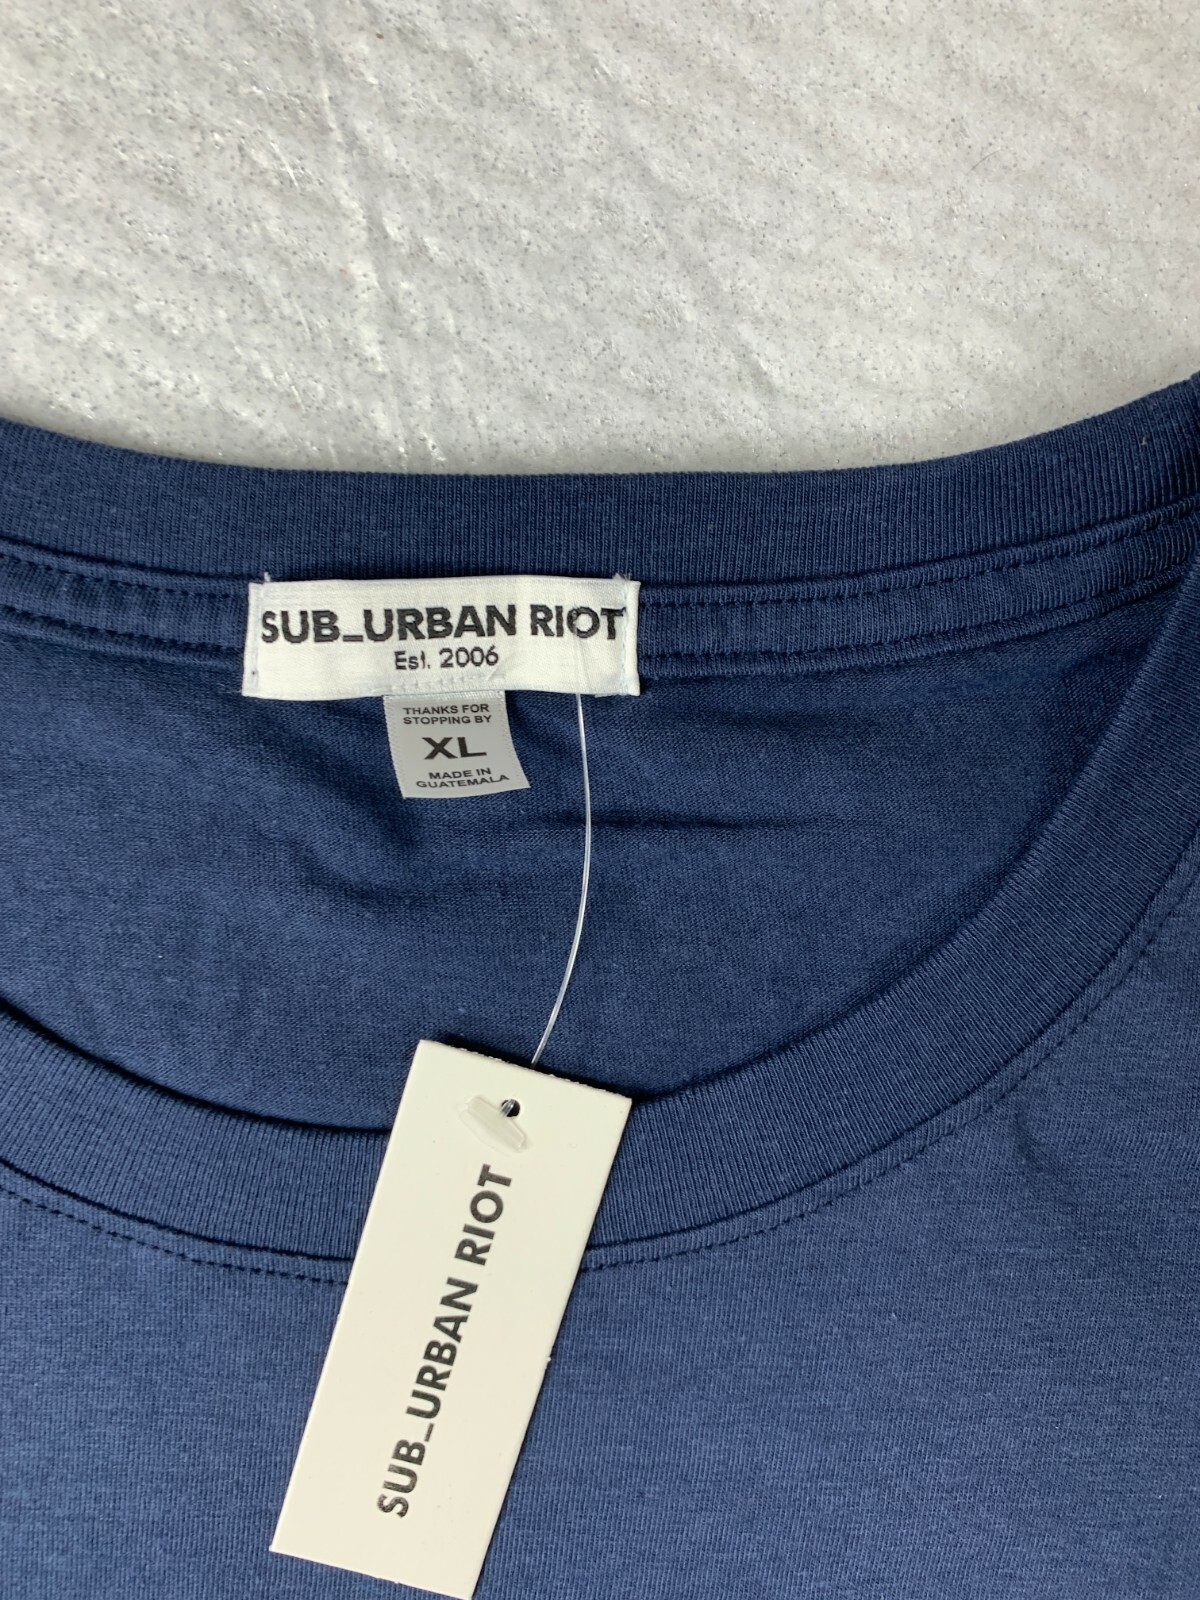 SUB_URBAN RIOT
Est. 2006
THANKS FOR
STOPPING BY
XL
MADE IN
GUATEMALA
SUB_URBAN RIOT